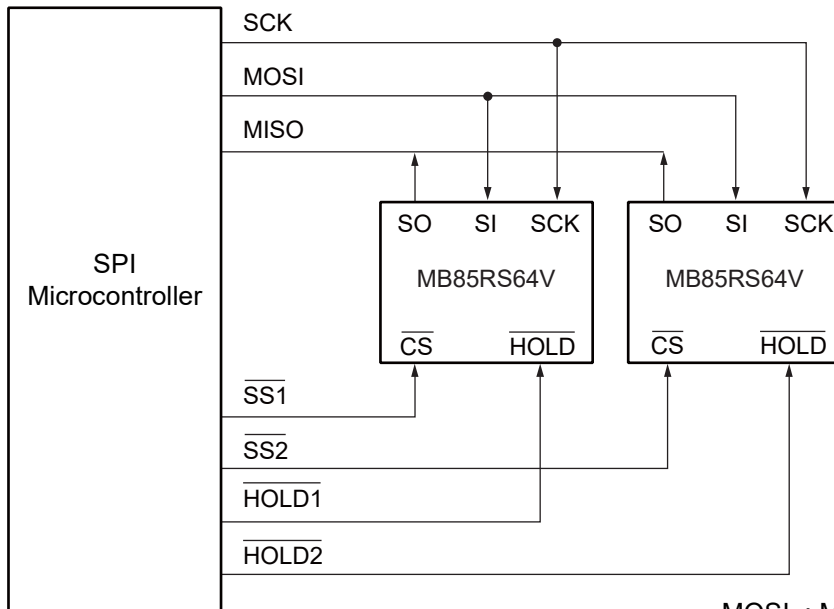 SCK
MOSI
MISO
SO SI SCK
SO SI SCK
SPI
Microcontroller
MB85RS64V
MB85RS64V
CS HOLD
CS HOLD
SS1
SS2
HOLD1
HOLD2
MOSI : M